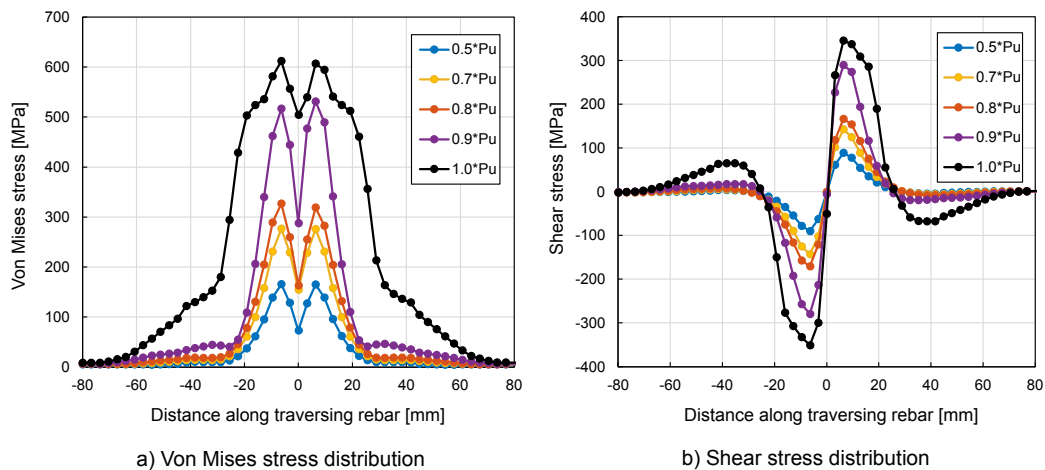 Von Mises stress [MPa]
700
600
500
400
300
200
100
0
-80
-60
-40
-20
0
20
40
60
80
0.5*Pu
0.7*Pu
0.8*Pu
0.9*Pu
1.0*Pu
Distance along traversing rebar [mm]
a) Von Mises stress distribution
Shear stress [MPa]
400
300
200
100
0
-100
-200
-300
-400
-80
-60
-40
-20
0
20
40
60
80
0.5*Pu
0.7*Pu
0.8*Pu
0.9*Pu
1.0*Pu
Distance along traversing rebar [mm]
b) Shear stress distribution